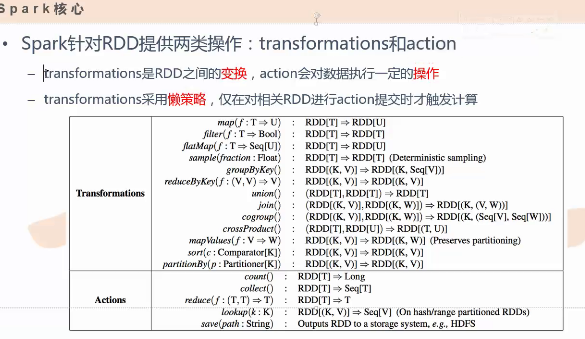 Spark核心
• Spark针对RDD提供两类操作：transformations和action
– transformations是RDD之间的变换，action会对数据执行一定的操作
– transformations采用懒策略，仅在对相关RDD进行action提交时才触发计算
Transformations
map(f : T ⇒ U) : RDD[T] ⇒ RDD[U]
filter(f : T ⇒ Bool) : RDD[T] ⇒ RDD[T]
flatMap(f : T ⇒ Seq[U]) : RDD[T] ⇒ RDD[U]
sample(fraction : Float) : RDD[T] ⇒ RDD[T] (Deterministic sampling)
groupByKey() : RDD[(K, V)] ⇒ RDD[(K, Seq[V])]
reduceByKey(f : (V, V) ⇒ V) : RDD[(K, V)] ⇒ RDD[(K, V)]
union() : (RDD[T], RDD[T]) ⇒ RDD[T]
join() : (RDD[(K, V)], RDD[(K, W)]) ⇒ RDD[(K, (V, W))]
cogroup() : (RDD[(K, V)], RDD[(K, W)]) ⇒ RDD[(K, (Seq[V], Seq[W]))]
crossProduct() : (RDD[T], RDD[U]) ⇒ RDD[(T, U)]
mapValues(f : V ⇒ W) : RDD[(K, V)] ⇒ RDD[(K, W)] (Preserves partitioning)
sort(c : Comparator[K]) : RDD[(K, V)] ⇒ RDD[(K, V)]
partitionBy(p : Partitioner[K]) : RDD[(K, V)] ⇒ RDD[(K, V)]
Actions
count() : RDD[T] ⇒ Long
collect() : RDD[T] ⇒ Seq[T]
reduce(f : (T, T) ⇒ T) : RDD[T] ⇒ T
lookup(k : K) : RDD[(K, V)] ⇒ Seq[V] (On hash/range partitioned RDDs)
save(path : String) : Outputs RDD to a storage system, e.g., HDFS